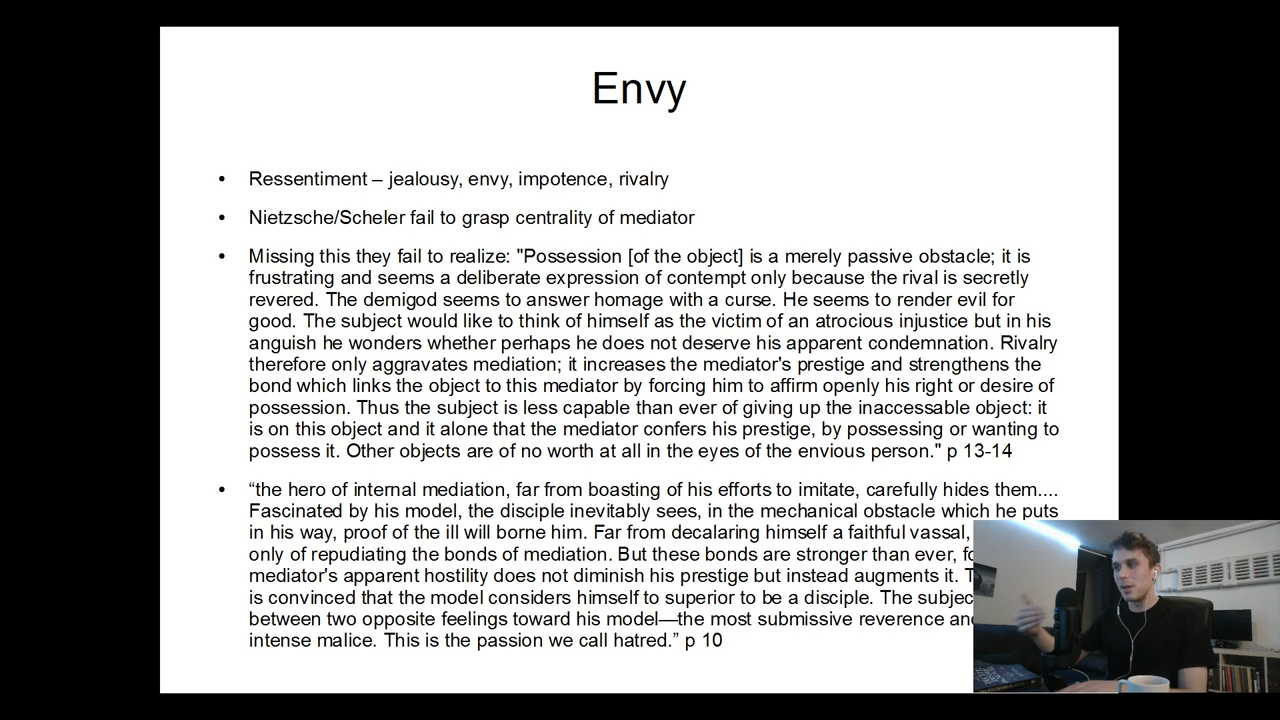 Envy
• Ressentiment – jealousy, envy, impotence, rivalry
• Nietzsche/Scheler fail to grasp centrality of mediator
• Missing this they fail to realize: "Possession [of the object] is a merely passive obstacle; it is
frustrating and seems a deliberate expression of contempt only because the rival is secretly
revered. The demigod seems to answer homage with a curse. He seems to render evil for
good. The subject would like to think of himself as the victim of an atrocious injustice but in his
anguish he wonders whether perhaps he does not deserve his apparent condemnation. Rivalry
therefore only aggravates mediation; it increases the mediator's prestige and strengthens the
bond which links the object to this mediator by forcing him to affirm openly his right or desire of
possession. Thus the subject is less capable than ever of giving up the inaccessable object: it
is on this object and it alone that the mediator confers his prestige, by possessing or wanting to
possess it. Other objects are of no worth at all in the eyes of the envious person." p 13-14
• “the hero of internal mediation, far from boasting of his efforts to imitate, carefully hides them....
Fascinated by his model, the disciple inevitably sees, in the mechanical obstacle which he puts
in his way, proof of the ill will borne him. Far from decalaring himself a faithful vassal,
only of repudiating the bonds of mediation. But these bonds are stronger than ever,
mediator's apparent hostility does not diminish his prestige but instead augments it.
is convinced that the model considers himself to superior to be a disciple. The
between two opposite feelings toward his model—the most submissive reverence
intense malice. This is the passion we call hatred.” p 10